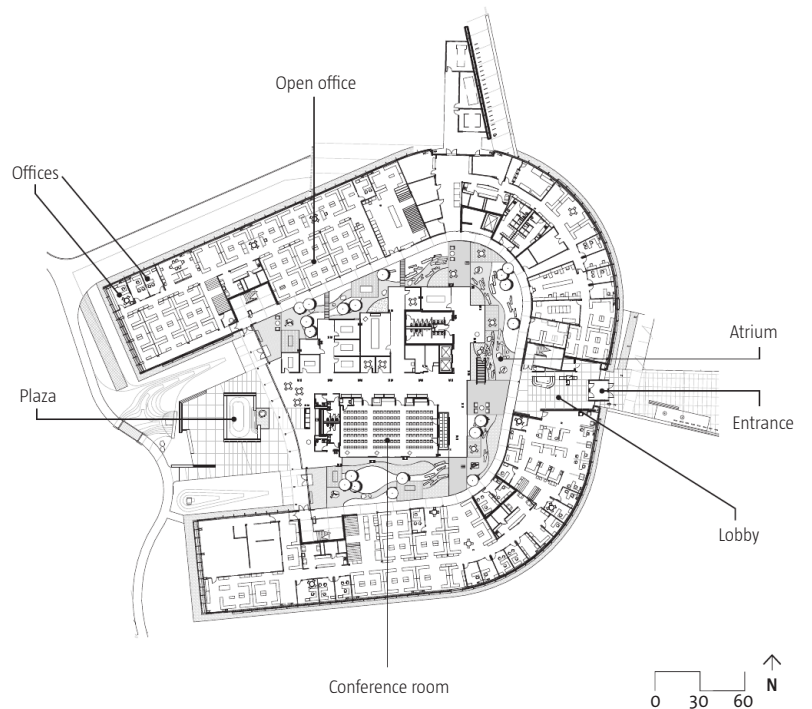 Open office
Offices
Atrium
Plaza
Entrance
Lobby
Conference room
N
0 30 60